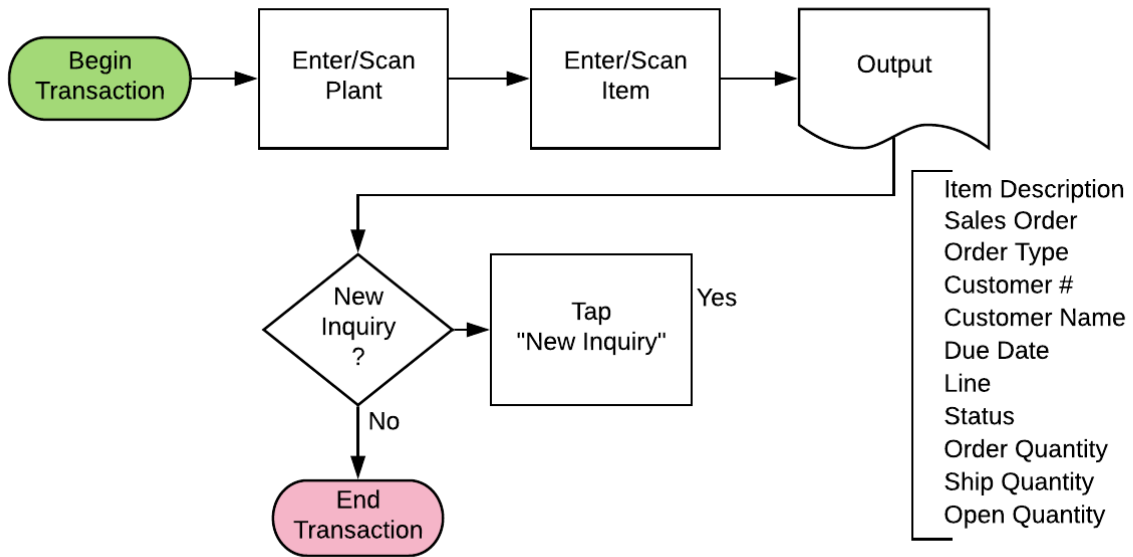 Begin
Transaction
Enter/Scan
Plant
Enter/Scan
Item
Output
Item Description
Sales Order
Order Type
Customer #
Customer Name
Due Date
Line
Status
Order Quantity
Ship Quantity
Open Quantity
New
Inquiry
?
Tap
"New Inquiry"
Yes
No
End
Transaction